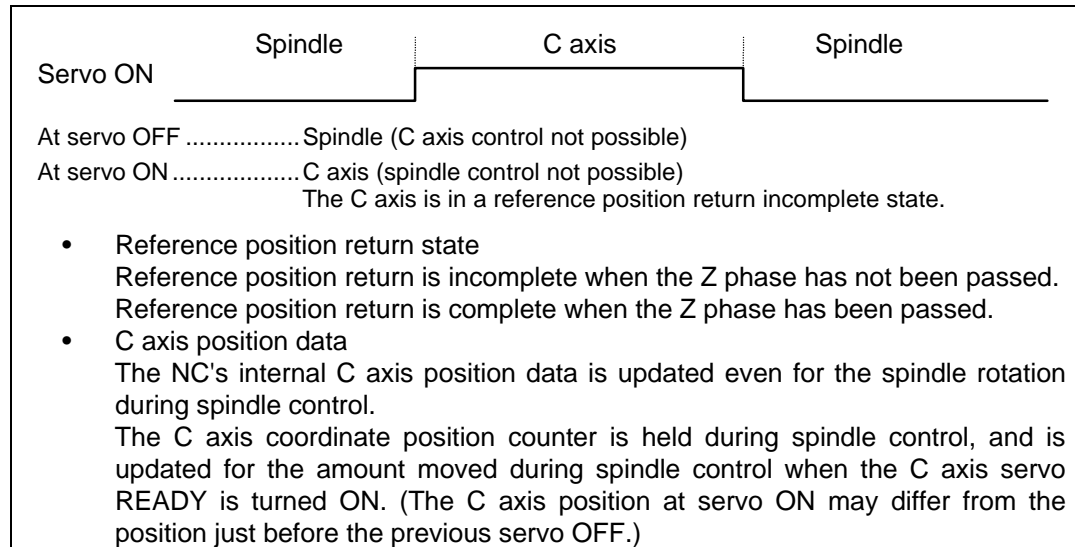 Spindle C axis Spindle
Servo ON
At servo OFF .................Spindle (C axis control not possible)
At servo ON...................C axis (spindle control not possible)
The C axis is in a reference position return incomplete state.
• Reference position return state
Reference position return is incomplete when the Z phase has not been passed.
Reference position return is complete when the Z phase has been passed.
• C axis position data
The NC's internal C axis position data is updated even for the spindle rotation
during spindle control.
The C axis coordinate position counter is held during spindle control, and is
updated for the amount moved during spindle control when the C axis servo
READY is turned ON. (The C axis position at servo ON may differ from the
position just before the previous servo OFF.)